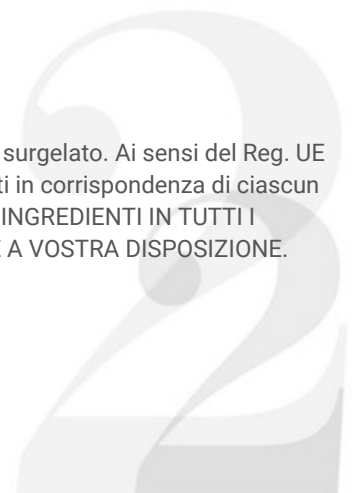 surgelato. Ai sensi del Reg. UE
ti in corrispondenza di ciascun
INGREDIENTI IN TUTTI I
E A VOSTRA DISPOSIZIONE.